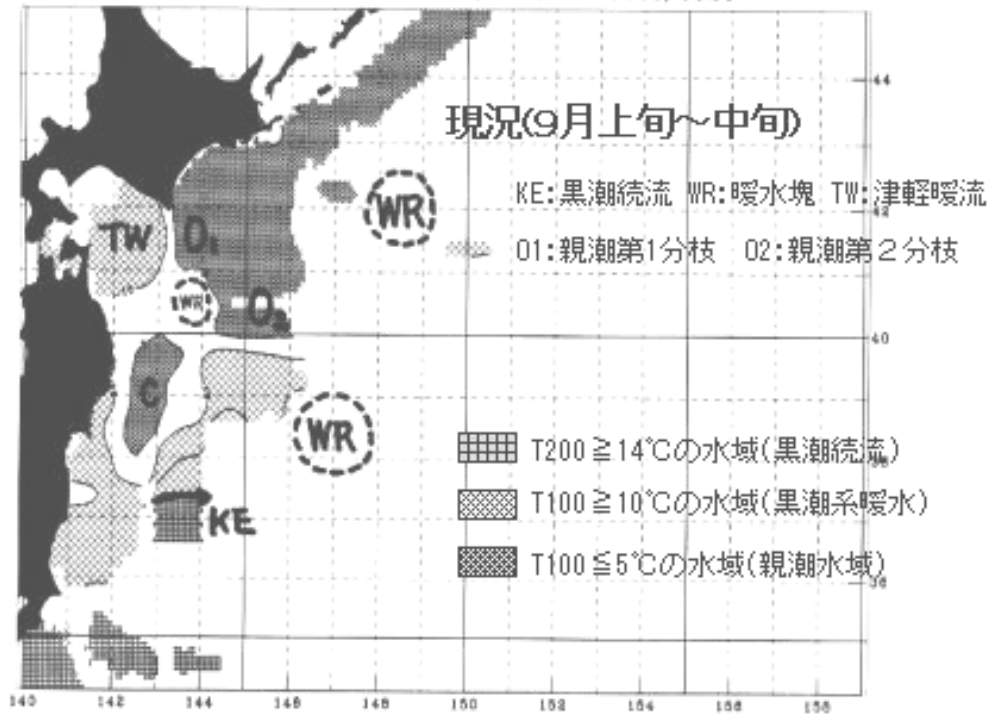 現況(9月上旬~中旬)
KE:黒潮続流 WR:暖水塊 TW:津軽暖流
O1:親潮第1分枝 O2:親潮第2分枝
44
42
40
36
WR
TW
O₁
WR
O₂
C
WR
KE
T200≧14℃の水域(黒潮続流)
T100≧10℃の水域(黒潮系暖水)
T100≦5℃の水域(親潮水域)
140 142 144 146 148 150 152 154 156 158